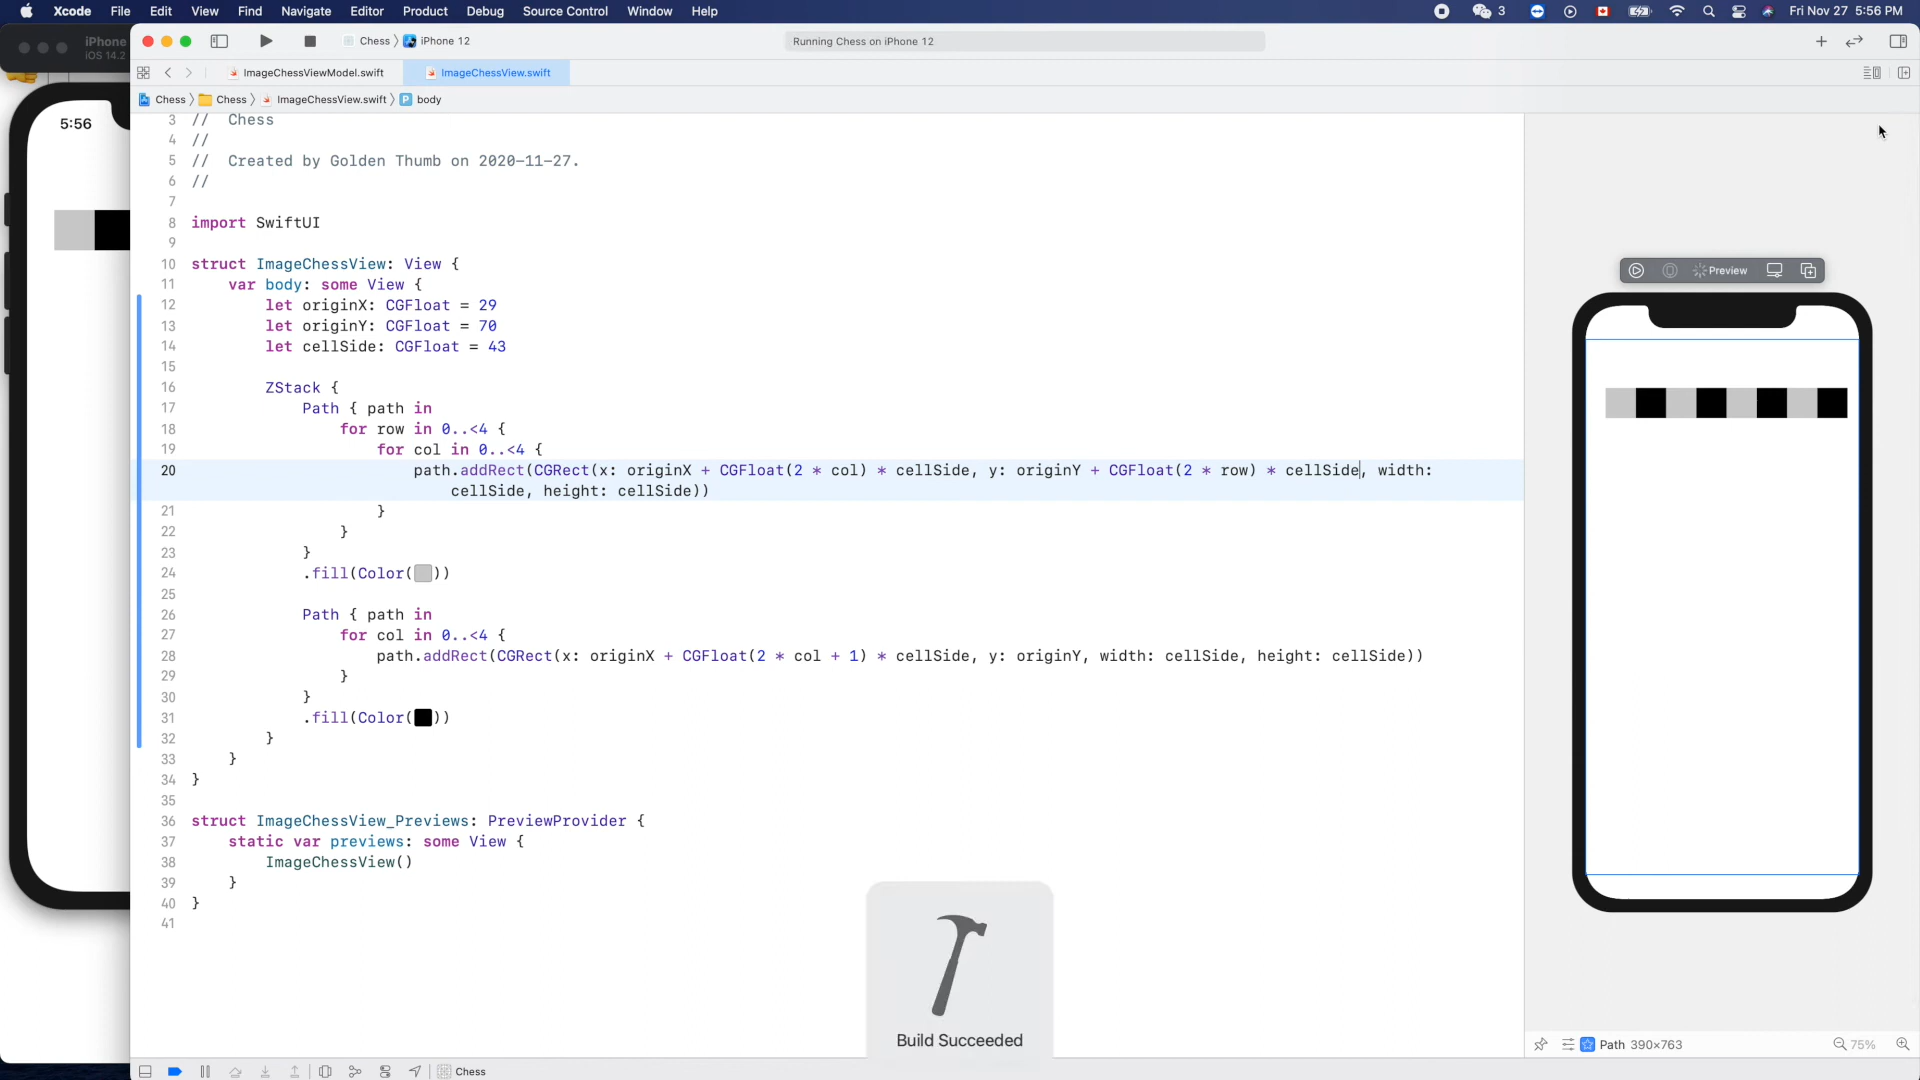 Xcode File Edit View Find Navigate Editor Product Debug Source Control Window Help 3 Fri Nov 27 5:56 PM
iPhone
iOS 14.2
Chess iPhone 12 Running Chess on iPhone 12
ImageChessViewModel.swift ImageChessView.swift
Chess Chess ImageChessView.swift P body
5:56
3 // Chess
4 //
5 // Created by Golden Thumb on 2020-11-27.
6 //
7
8 import SwiftUI
9
10 struct ImageChessView: View {
11 var body: some View {
12 let originX: CGFloat = 29
13 let originY: CGFloat = 70
14 let cellSide: CGFloat = 43
15
16 ZStack {
17 Path { path in
18 for row in 0..<4 {
19 for col in 0..<4 {
20 path.addRect(CGRect(x: originX + CGFloat(2 * col) * cellSide, y: originY + CGFloat(2 * row) * cellSide, width:
cellSide, height: cellSide))
21 }
22 }
23 }
24 .fill(Color( ))
25
26 Path { path in
27 for col in 0..<4 {
28 path.addRect(CGRect(x: originX + CGFloat(2 * col + 1) * cellSide, y: originY, width: cellSide, height: cellSide))
29 }
30 }
31 .fill(Color( ))
32 }
33 }
34 }
35
36 struct ImageChessView_Previews: PreviewProvider {
37 static var previews: some View {
38 ImageChessView()
39 }
40 }
41
Preview
Build Succeeded
Path 390×763 75%
Chess